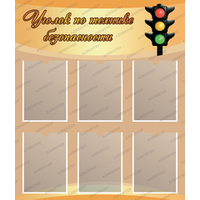 Уголок по технике
безопасности